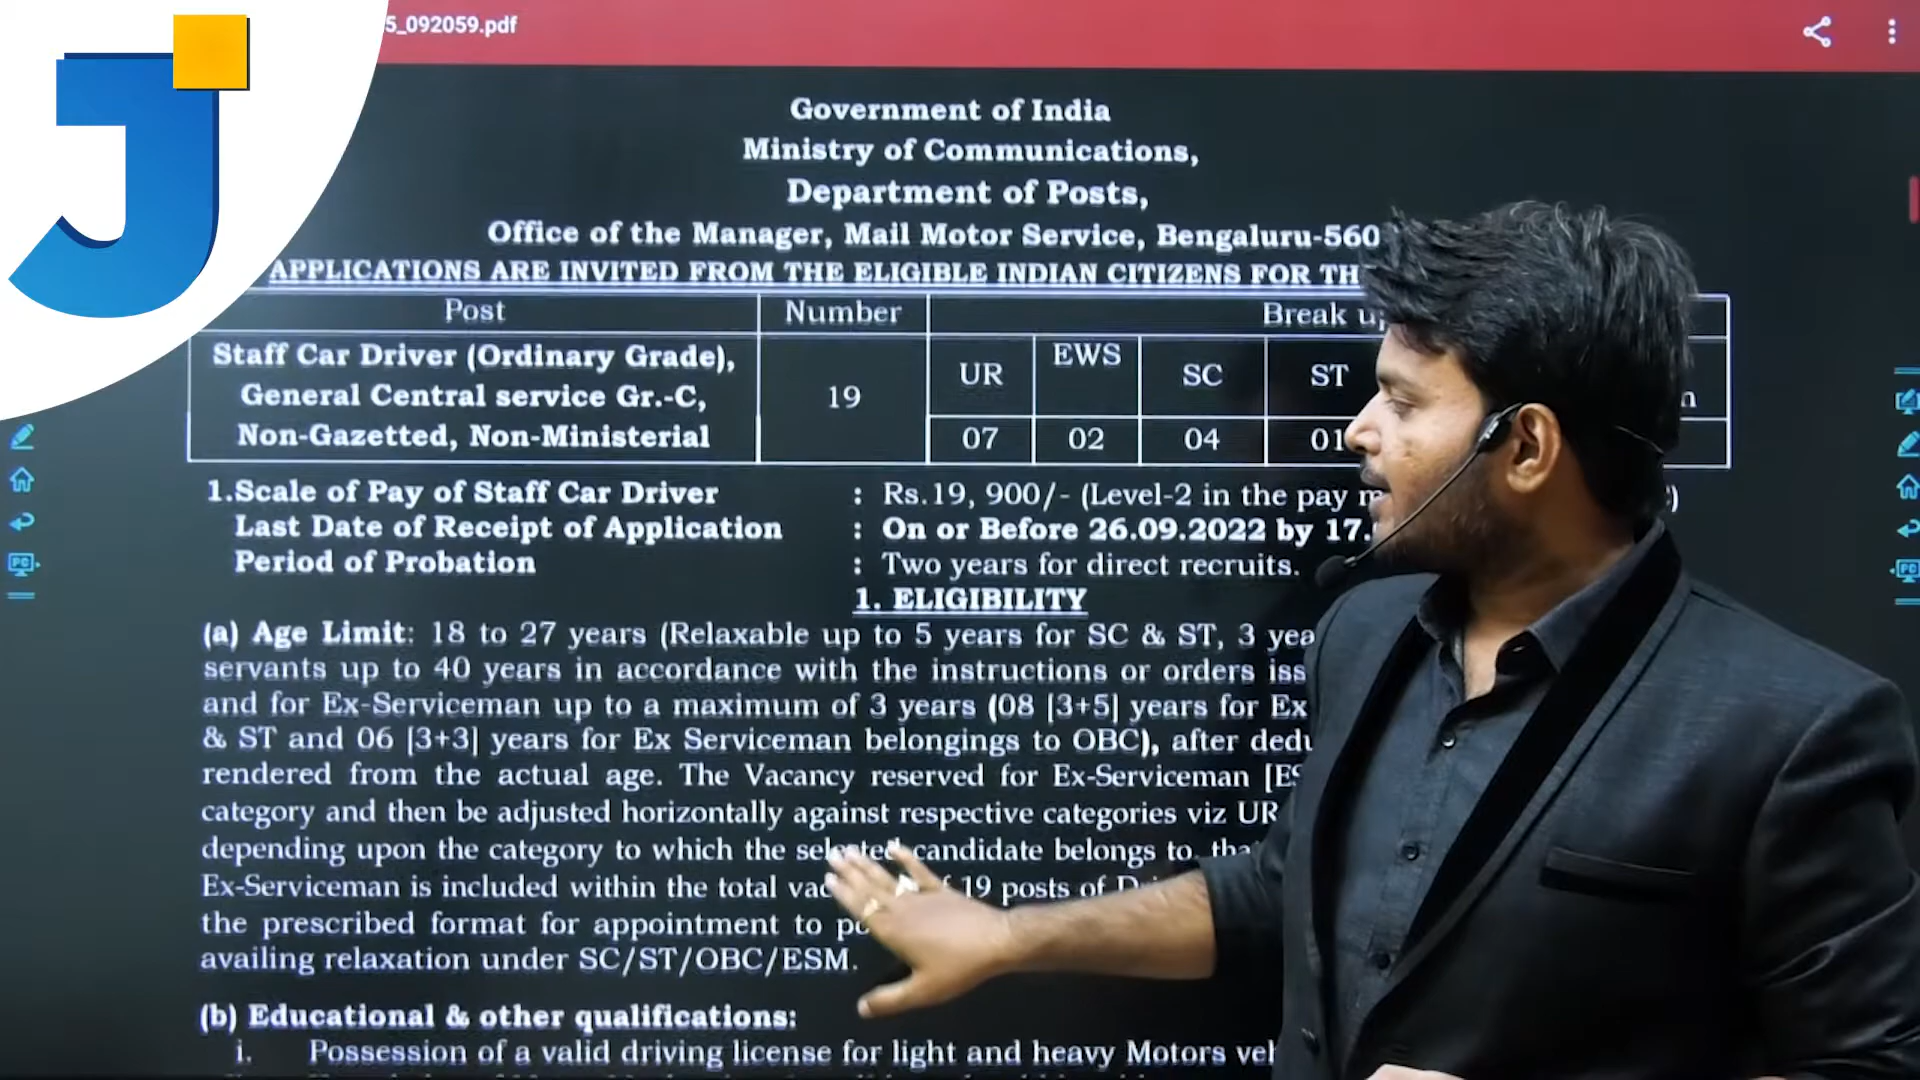 5_092059.pdf
Government of India
Ministry of Communications,
Department of Posts,
Office of the Manager, Mail Motor Service, Bengaluru-560
APPLICATIONS ARE INVITED FROM THE ELIGIBLE INDIAN CITIZENS FOR
Post Number Break
Staff Car Driver (Ordinary Grade),
General Central service Gr.-C,
Non-Gazetted, Non-Ministerial
19
UR EWS SC ST
07 02 04 01
1.Scale of Pay of Staff Car Driver : Rs.19, 900/- (Level-2 in the pay
Last Date of Receipt of Application : On or Before 26.09.2022 by 17.
Period of Probation : Two years for direct recruits.
1. ELIGIBILITY
(a) Age Limit: 18 to 27 years (Relaxable up to 5 years for SC & ST, 3
servants up to 40 years in accordance with the instructions or orders
and for Ex-Serviceman up to a maximum of 3 years (08 [3+5] years for Ex
& ST and 06 [3+3] years for Ex Serviceman belongings to OBC), after
rendered from the actual age. The Vacancy reserved for Ex-Serviceman
category and then be adjusted horizontally against respective categories viz UR
depending upon the category to which the selected candidate belongs to,
Ex-Serviceman is included within the total 19 posts of
the prescribed format for appointment to
availing relaxation under SC/ST/OBC/ESM.
(b) Educational & other qualifications:
i. Possession of a valid driving license for light and heavy Motors